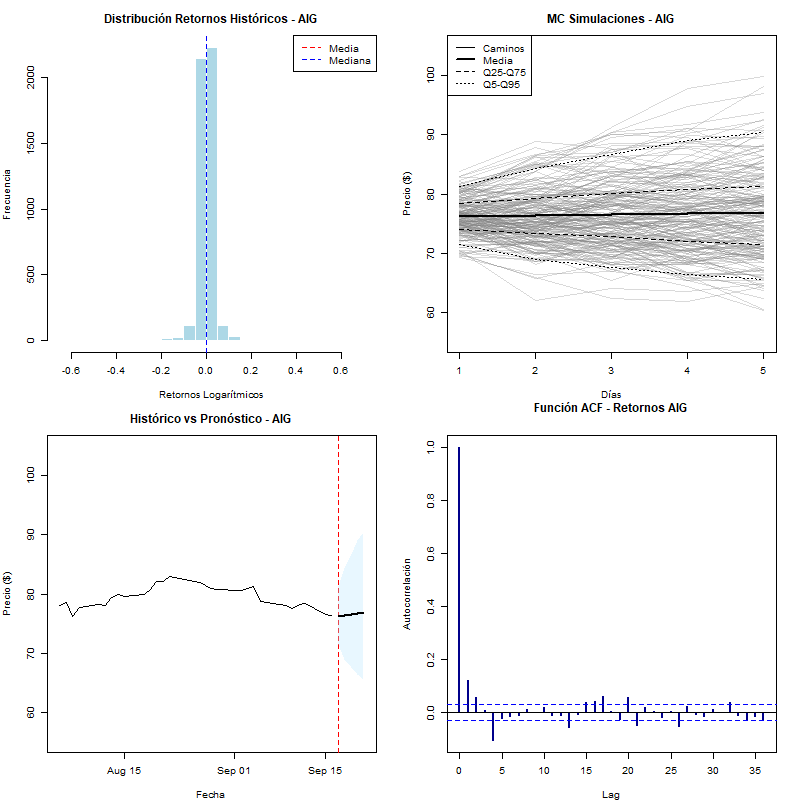 Distribución Retornos Históricos - AIG
Media
Mediana
Frecuencia
0
500
1000
1500
2000
-0.6
-0.4
-0.2
0.0
0.2
0.4
0.6
Retornos Logarítmicos
MC Simulaciones - AIG
Caminos
Media
Q25-Q75
Q5-Q95
Precio ($)
60
70
80
90
100
1
2
3
4
5
Días
Histórico vs Pronóstico - AIG
Precio ($)
60
70
80
90
100
Aug 15
Sep 01
Sep 15
Fecha
Función ACF - Retornos AIG
Autocorrelación
0.0
0.2
0.4
0.6
0.8
1.0
0
5
10
15
20
25
30
35
Lag